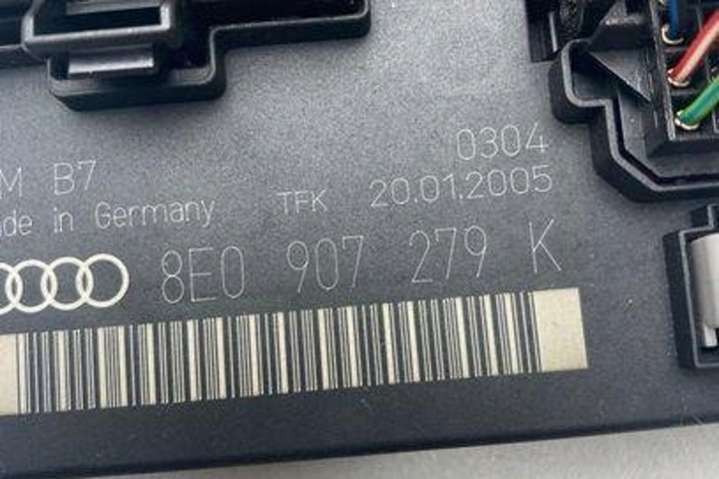 M B7
0304
de in Germany TFK 20.01.2005
8E0 907 279 K